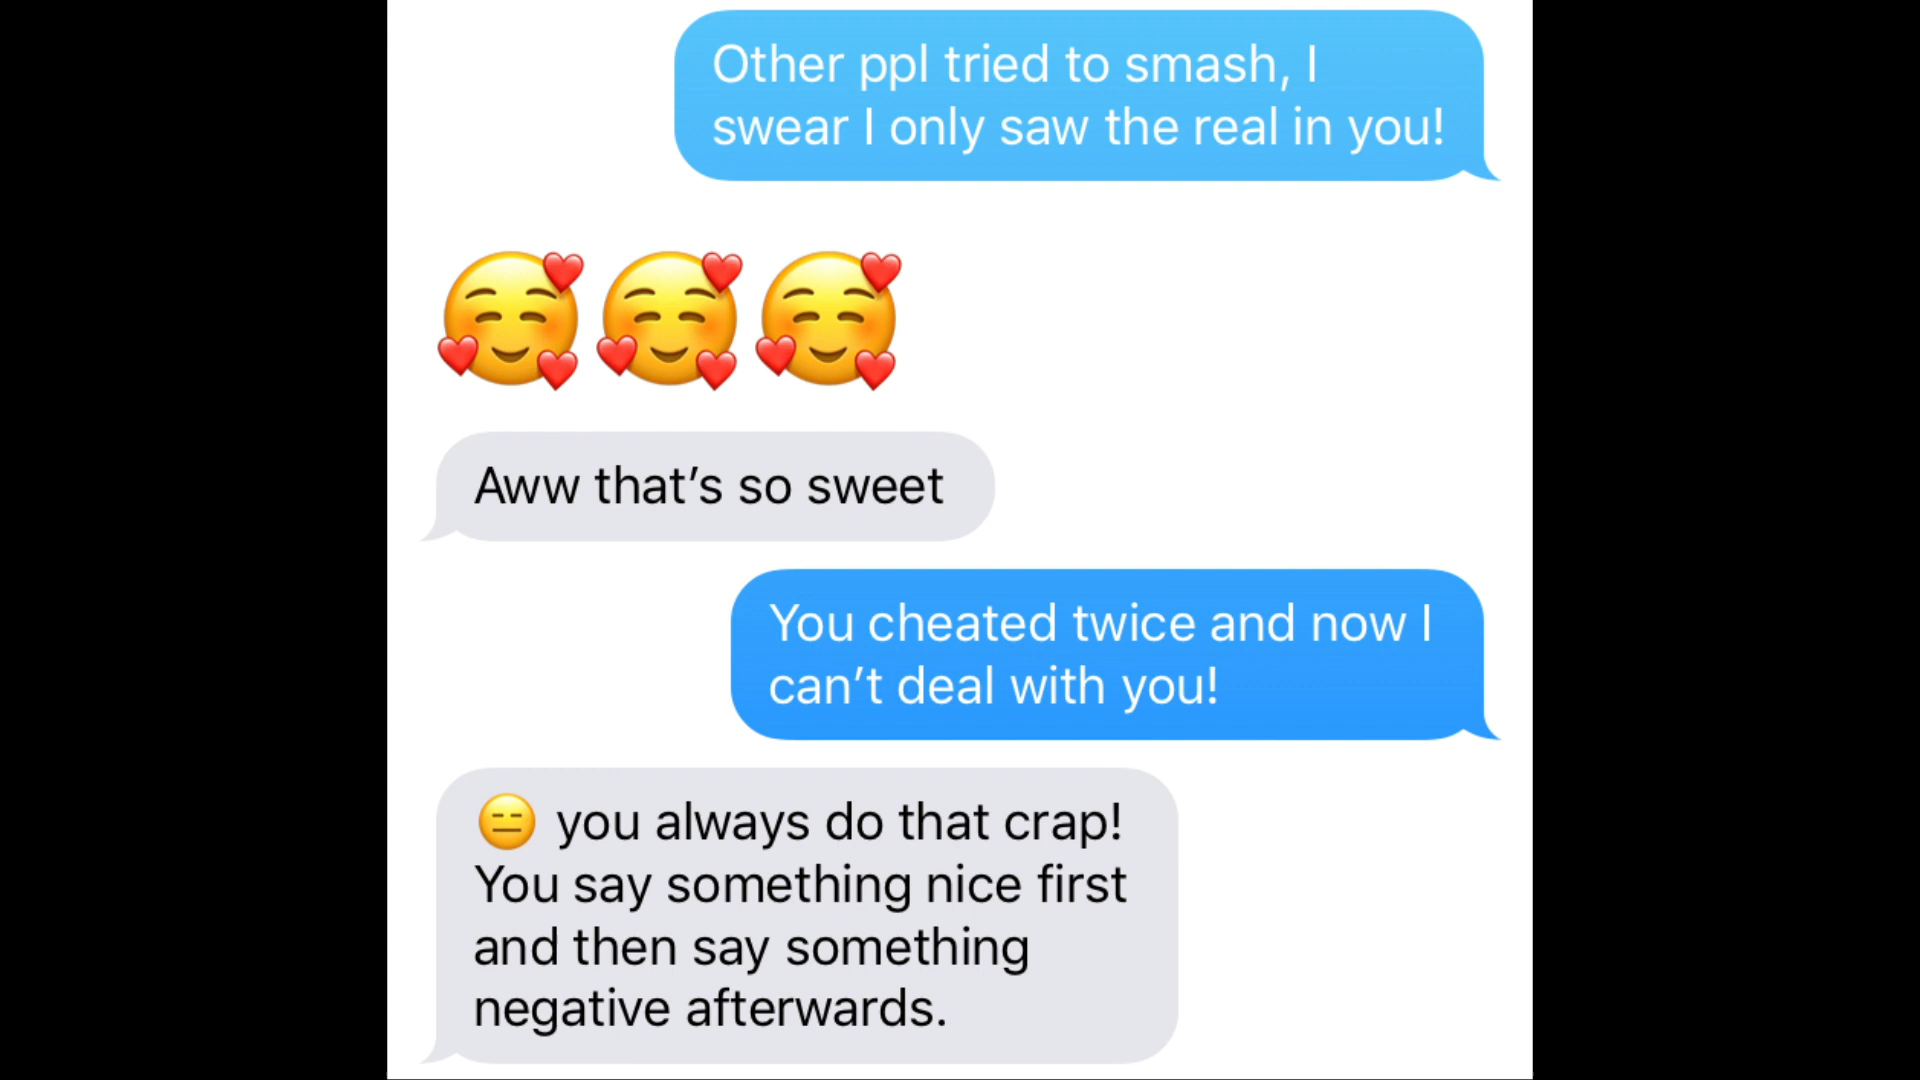 Other ppl tried to smash, I
swear I only saw the real in you!
🥰🥰🥰
Aww that’s so sweet
You cheated twice and now I
can’t deal with you!
😑 you always do that crap!
You say something nice first
and then say something
negative afterwards.